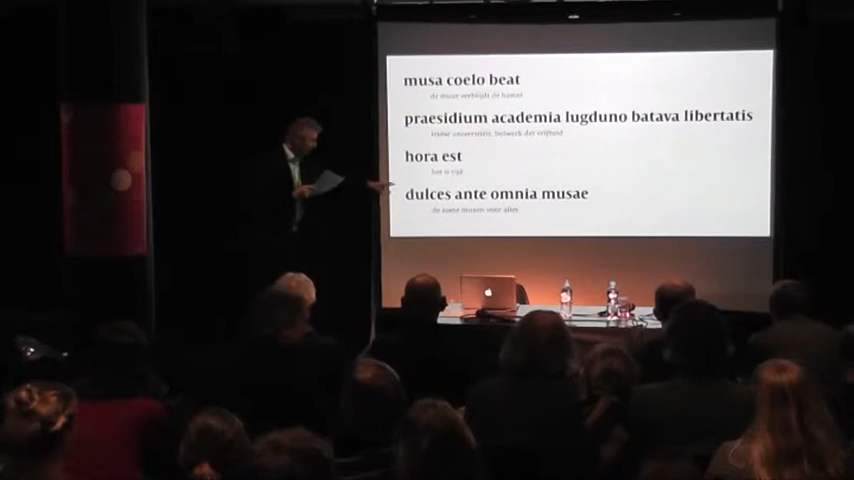 musa coelo beat
de muze verblijdt de hemel
praesidium academia lugduno batava libertatis
leidse universiteit, bolwerk der vrijheid
hora est
het is tijd
dulces ante omnia musae
de zoete muzen voor alles